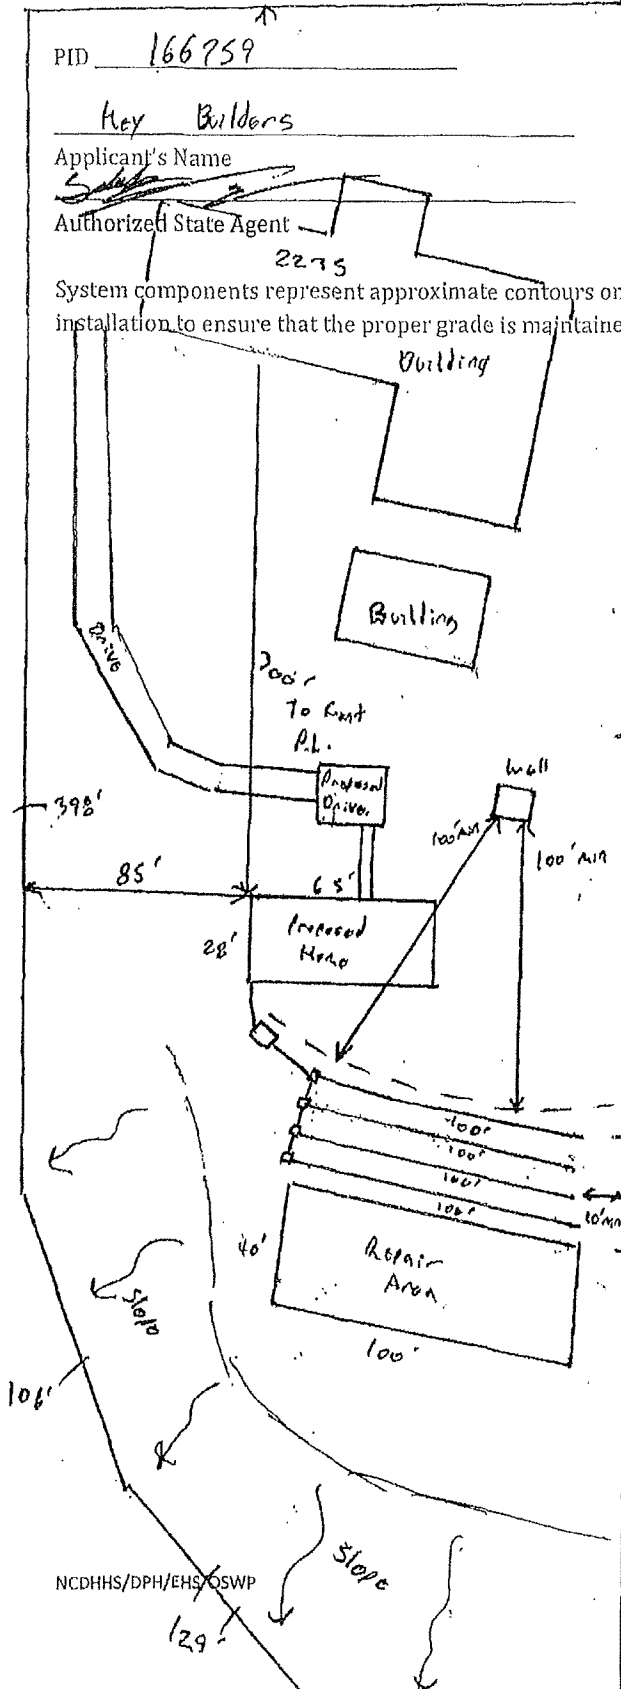 PID 166759
Key Builders
Applicant's Name
Authorized State Agent
2275
System components represent approximate contours on
installation to ensure that the proper grade is maintaine
Building
Building
Drive
To
P.L.
Proposed
Drive
Well
398'
100' MIN
100' MIN
85'
65'
Proposed
Home
28'
100'
100'
100'
100'
10' MIN
40'
Repair
Area
100'
Slope
106'
Slope
NCDHHS/DPH/EHS/OSWP
129'